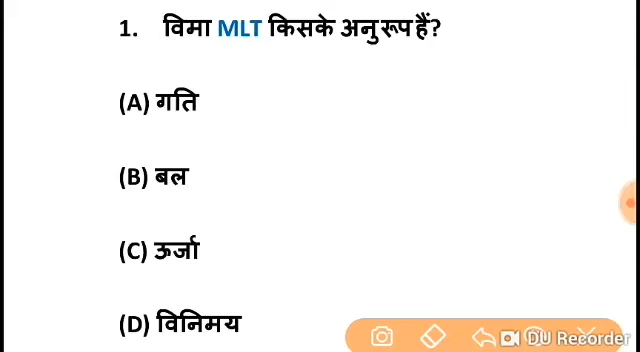 1. विमा MLT किसके अनुरूप हैं?
(A) गति
(B) बल
(C) ऊर्जा
(D) विनिमय
DU Recorder